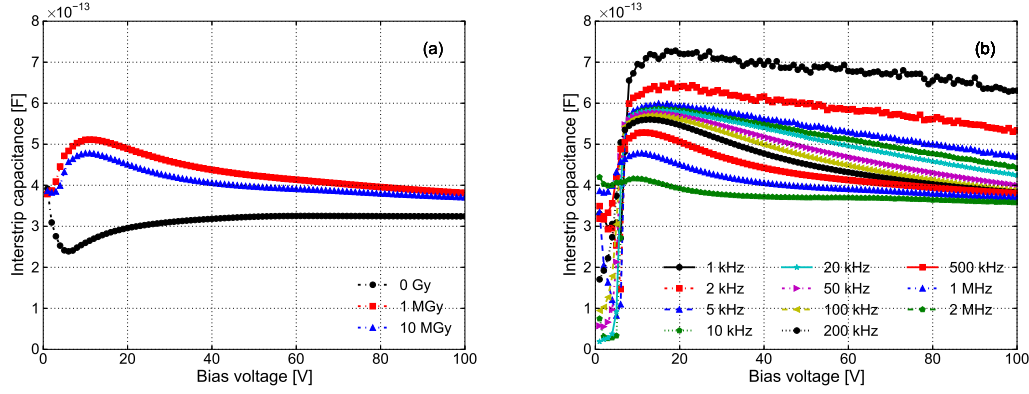 8 ×10⁻¹³
7
6
5
4
3
2
1
0
0 20 40 60 80 100
Interstrip capacitance [F]
Bias voltage [V]
(a)
0 Gy
1 MGy
10 MGy
8 ×10⁻¹³
7
6
5
4
3
2
1
0
0 20 40 60 80 100
Interstrip capacitance [F]
Bias voltage [V]
(b)
1 kHz 20 kHz 500 kHz
2 kHz 50 kHz 1 MHz
5 kHz 100 kHz 2 MHz
10 kHz 200 kHz